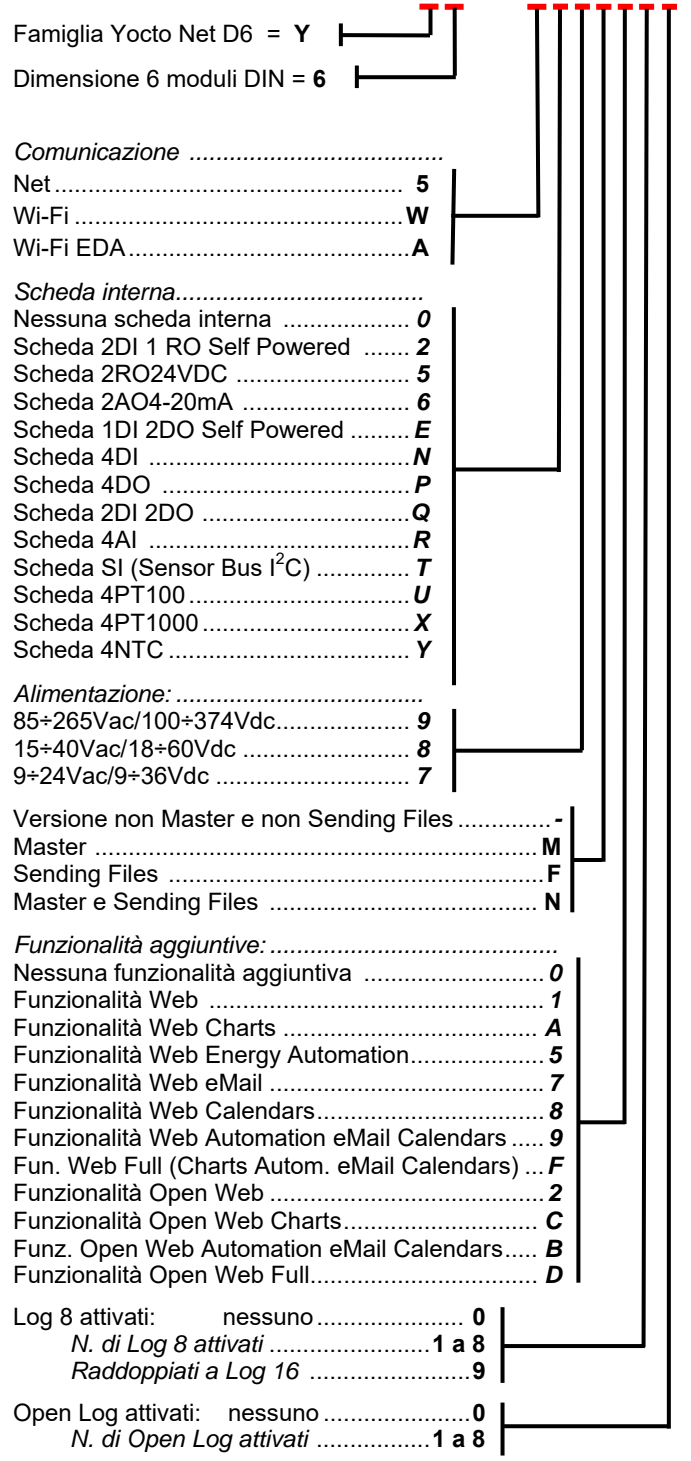 Famiglia Yocto Net D6 = Y
Dimensione 6 moduli DIN = 6
Comunicazione ................................
Net ........................................... 5
Wi-Fi ......................................... W
Wi-Fi EDA ................................... A
Scheda interna ...............................
Nessuna scheda interna ................ 0
Scheda 2DI 1 RO Self Powered ....... 2
Scheda 2RO24VDC ...................... 5
Scheda 2AO4-20mA ..................... 6
Scheda 1DI 2DO Self Powered ......... E
Scheda 4DI ................................. N
Scheda 4DO ................................ P
Scheda 2DI 2DO .......................... Q
Scheda 4AI ................................. R
Scheda SI (Sensor Bus I²C) .............. T
Scheda 4PT100 ............................ U
Scheda 4PT1000 .......................... X
Scheda 4NTC .............................. Y
Alimentazione: ...............................
85÷265Vac/100÷374Vdc .................... 9
15÷40Vac/18÷60Vdc ........................ 8
9÷24Vac/9÷36Vdc ........................... 7
Versione non Master e non Sending Files .............. -
Master ........................................................ M
Sending Files ................................................ F
Master e Sending Files .................................... N
Funzionalità aggiuntive: ....................................
Nessuna funzionalità aggiuntiva ....................... 0
Funzionalità Web .......................................... 1
Funzionalità Web Charts ................................. A
Funzionalità Web Energy Automation ................... 5
Funzionalità Web eMail ................................... 7
Funzionalità Web Calendars ............................. 8
Funzionalità Web Automation eMail Calendars ..... 9
Fun. Web Full (Charts Autom. eMail Calendars) ... F
Funzionalità Open Web ................................... 2
Funzionalità Open Web Charts .......................... C
Funz. Open Web Automation eMail Calendars ..... B
Funzionalità Open Web Full .............................. D
Log 8 attivati: nessuno ...................... 0
N. di Log 8 attivati ........................ 1 a 8
Raddoppiati a Log 16 ........................ 9
Open Log attivati: nessuno ...................... 0
N. di Open Log attivati ................. 1 a 8